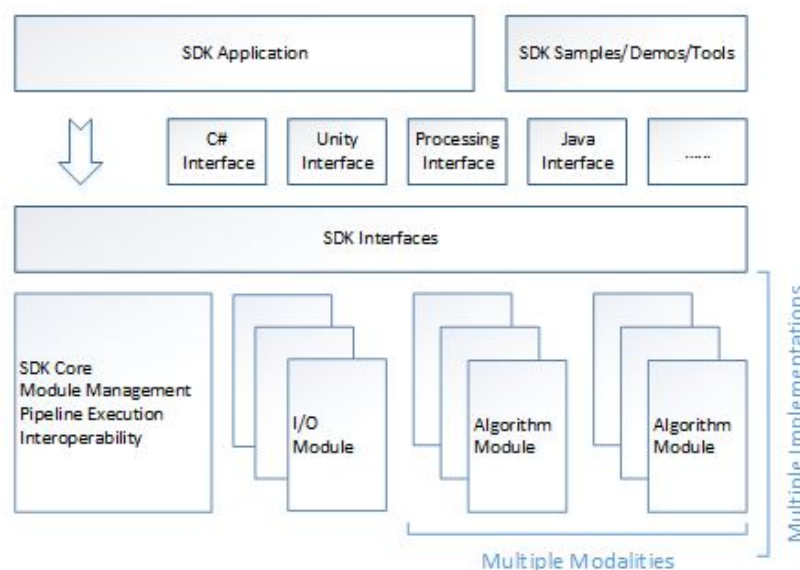 SDK Application
SDK Samples/Demos/Tools
C#
Interface
Unity
Interface
Processing
Interface
Java
Interface
......
SDK Interfaces
SDK Core
Module Management
Pipeline Execution
Interoperability
I/O
Module
Algorithm
Module
Algorithm
Module
Multiple Implementations
Multiple Modalities